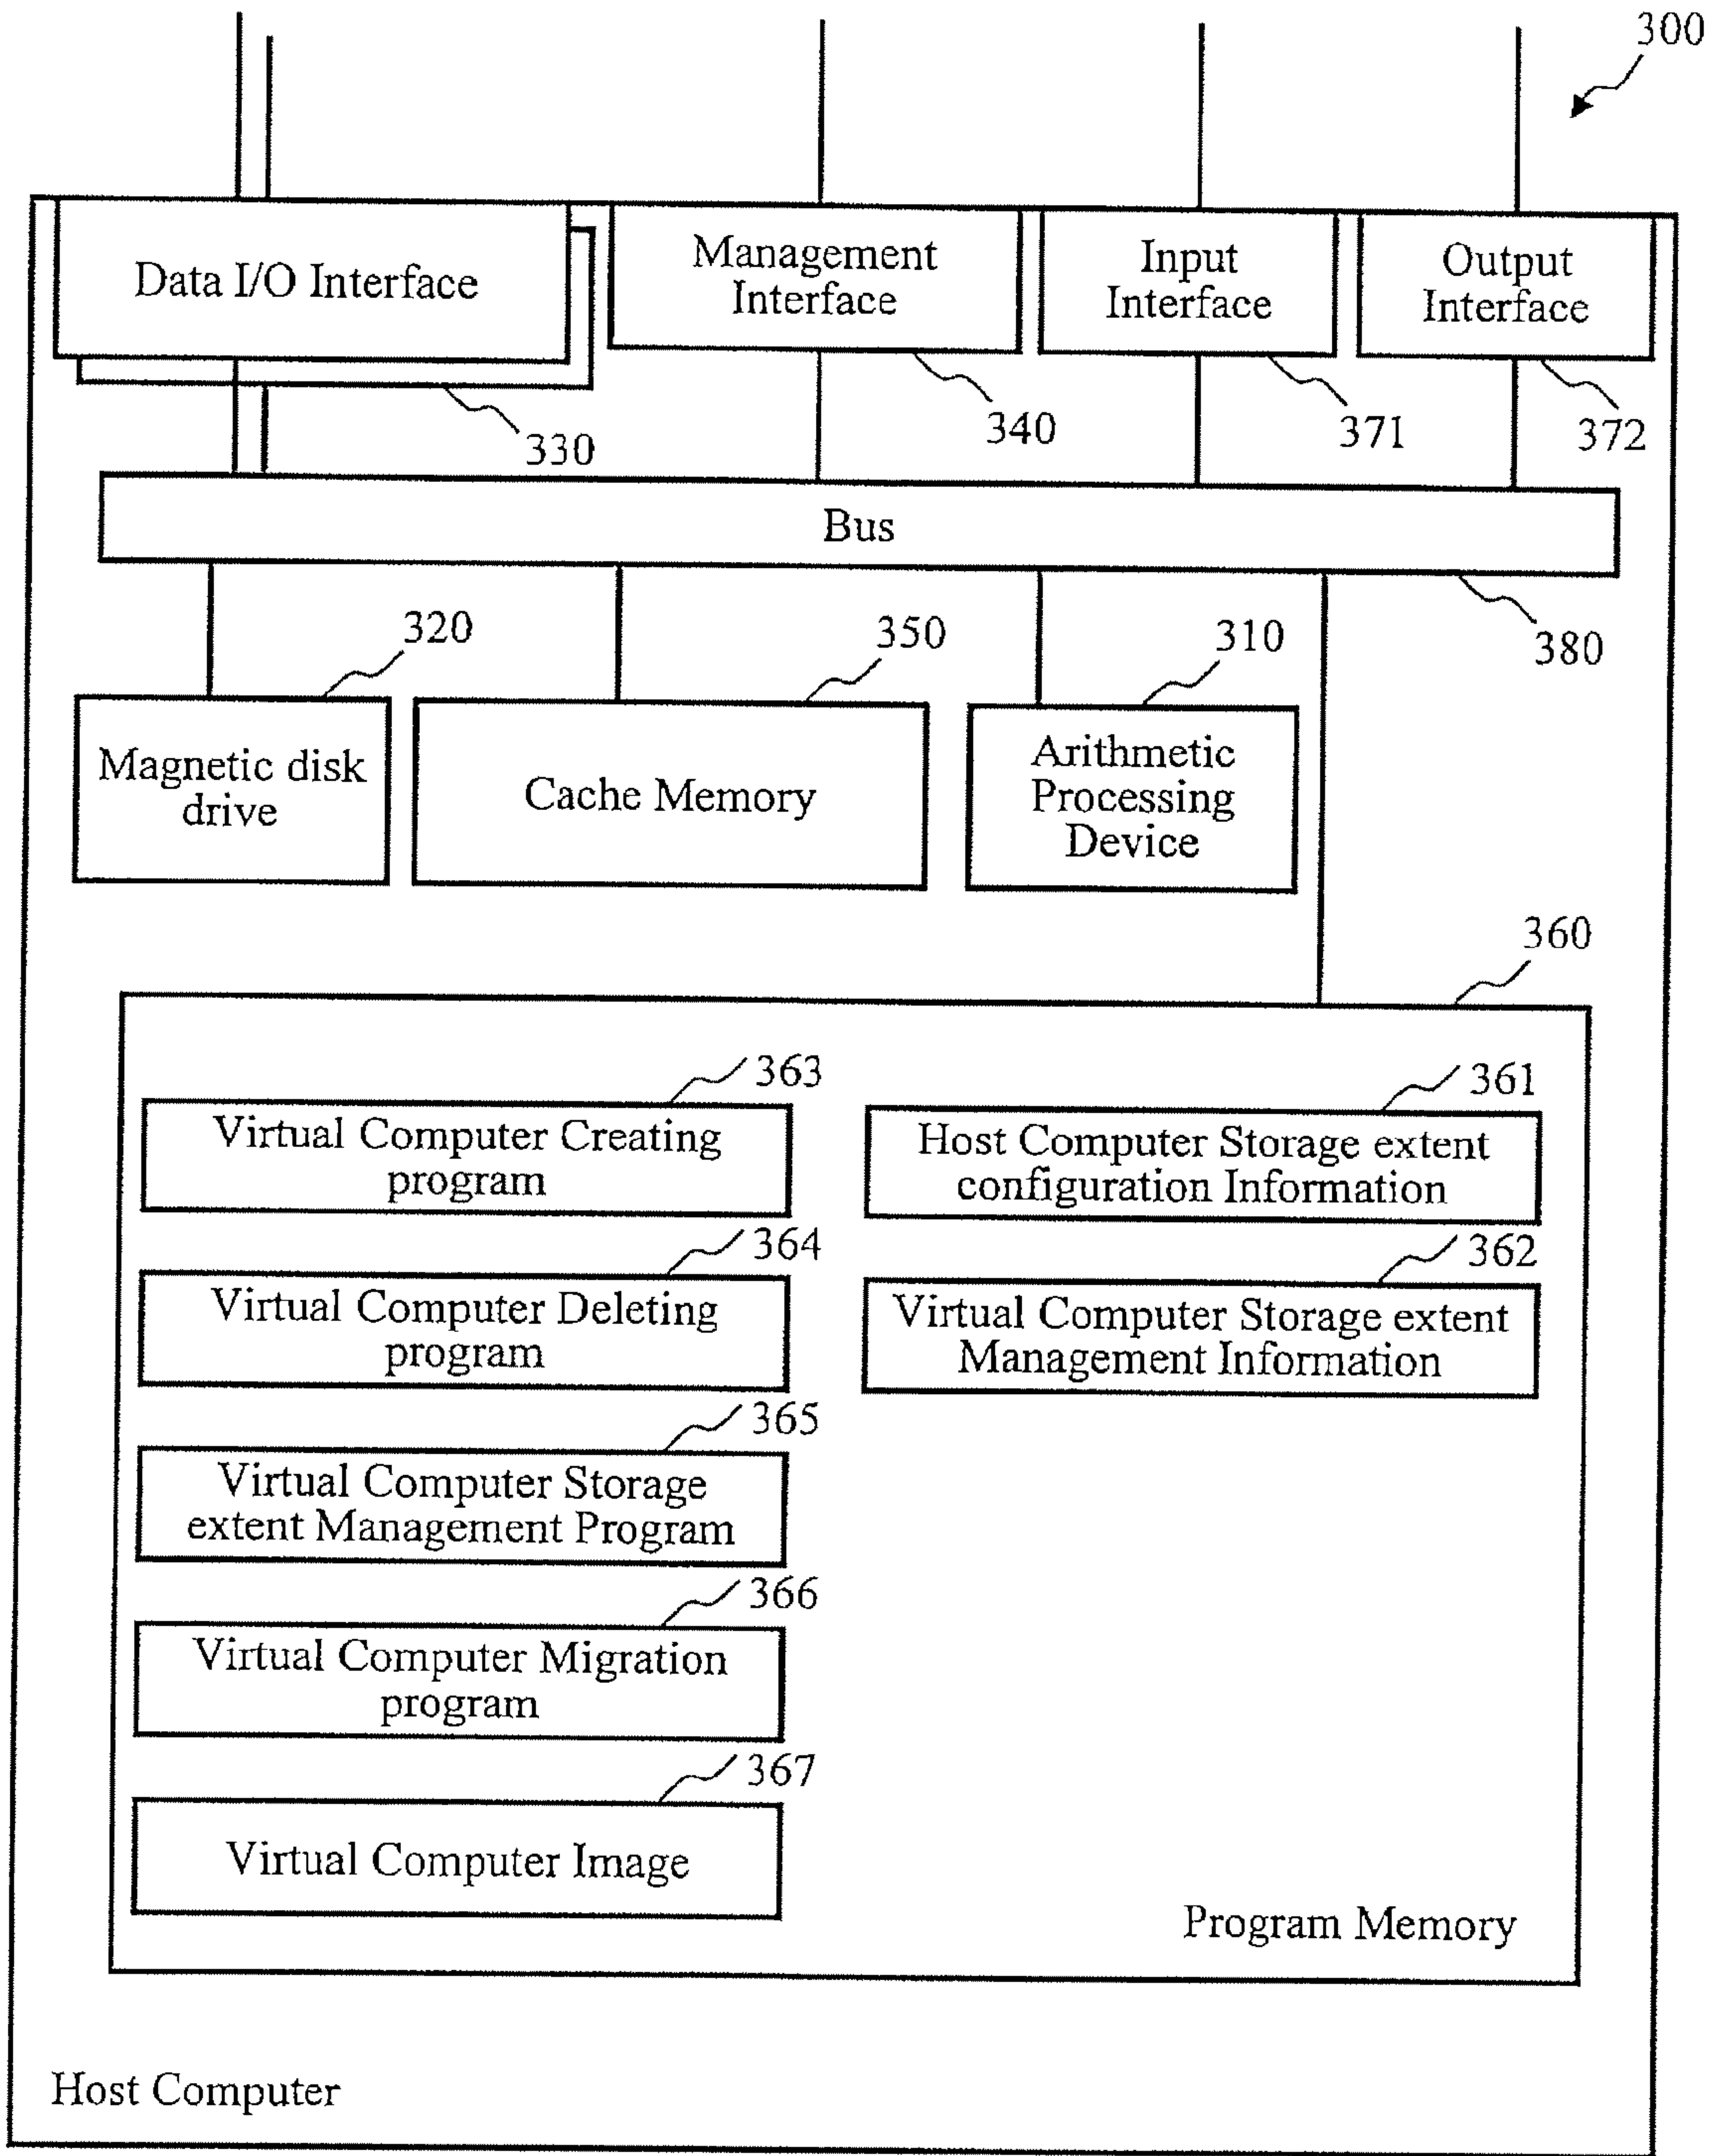 300
Data I/O Interface
Management
Interface
Input
Interface
Output
Interface
330
340
371
372
Bus
380
320
350
310
Magnetic disk
drive
Cache Memory
Arithmetic
Processing
Device
360
363
Virtual Computer Creating
program
361
Host Computer Storage extent
configuration Information
364
Virtual Computer Deleting
program
362
Virtual Computer Storage extent
Management Information
365
Virtual Computer Storage
extent Management Program
366
Virtual Computer Migration
program
367
Virtual Computer Image
Program Memory
Host Computer